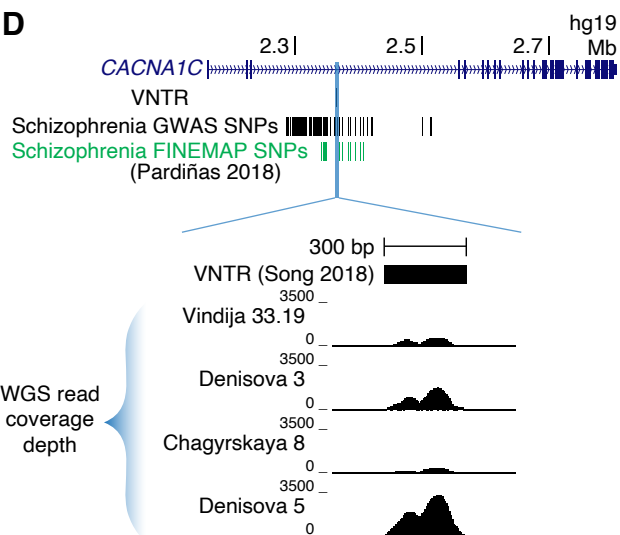 D
hg19
2.3 2.5 2.7 Mb
CACNA1C
VNTR
Schizophrenia GWAS SNPs
Schizophrenia FINEMAP SNPs
(Pardiñas 2018)
300 bp
VNTR (Song 2018)
3500
Vindija 33.19
0
3500
Denisova 3
0
WGS read
coverage
depth
3500
Chagyrskaya 8
0
3500
Denisova 5
0